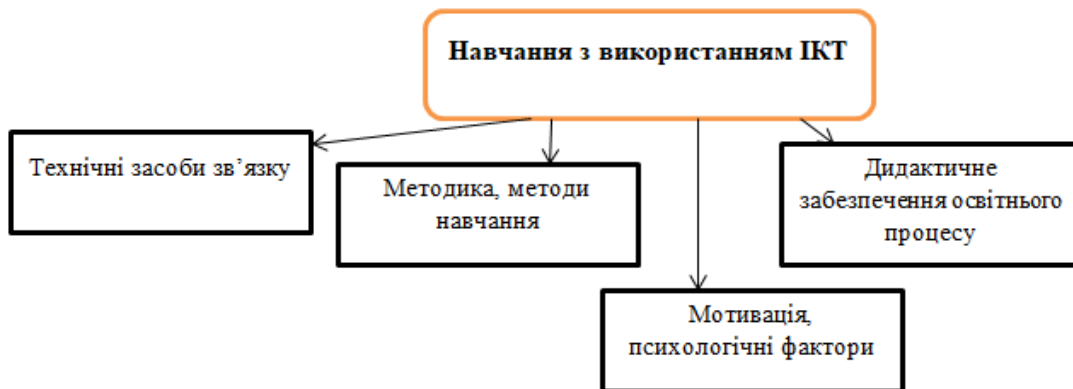 Навчання з використанням ІКТ
Технічні засоби зв’язку
Методика, методи
навчання
Дидактичне
забезпечення освітнього
процесу
Мотивація,
психологічні фактори